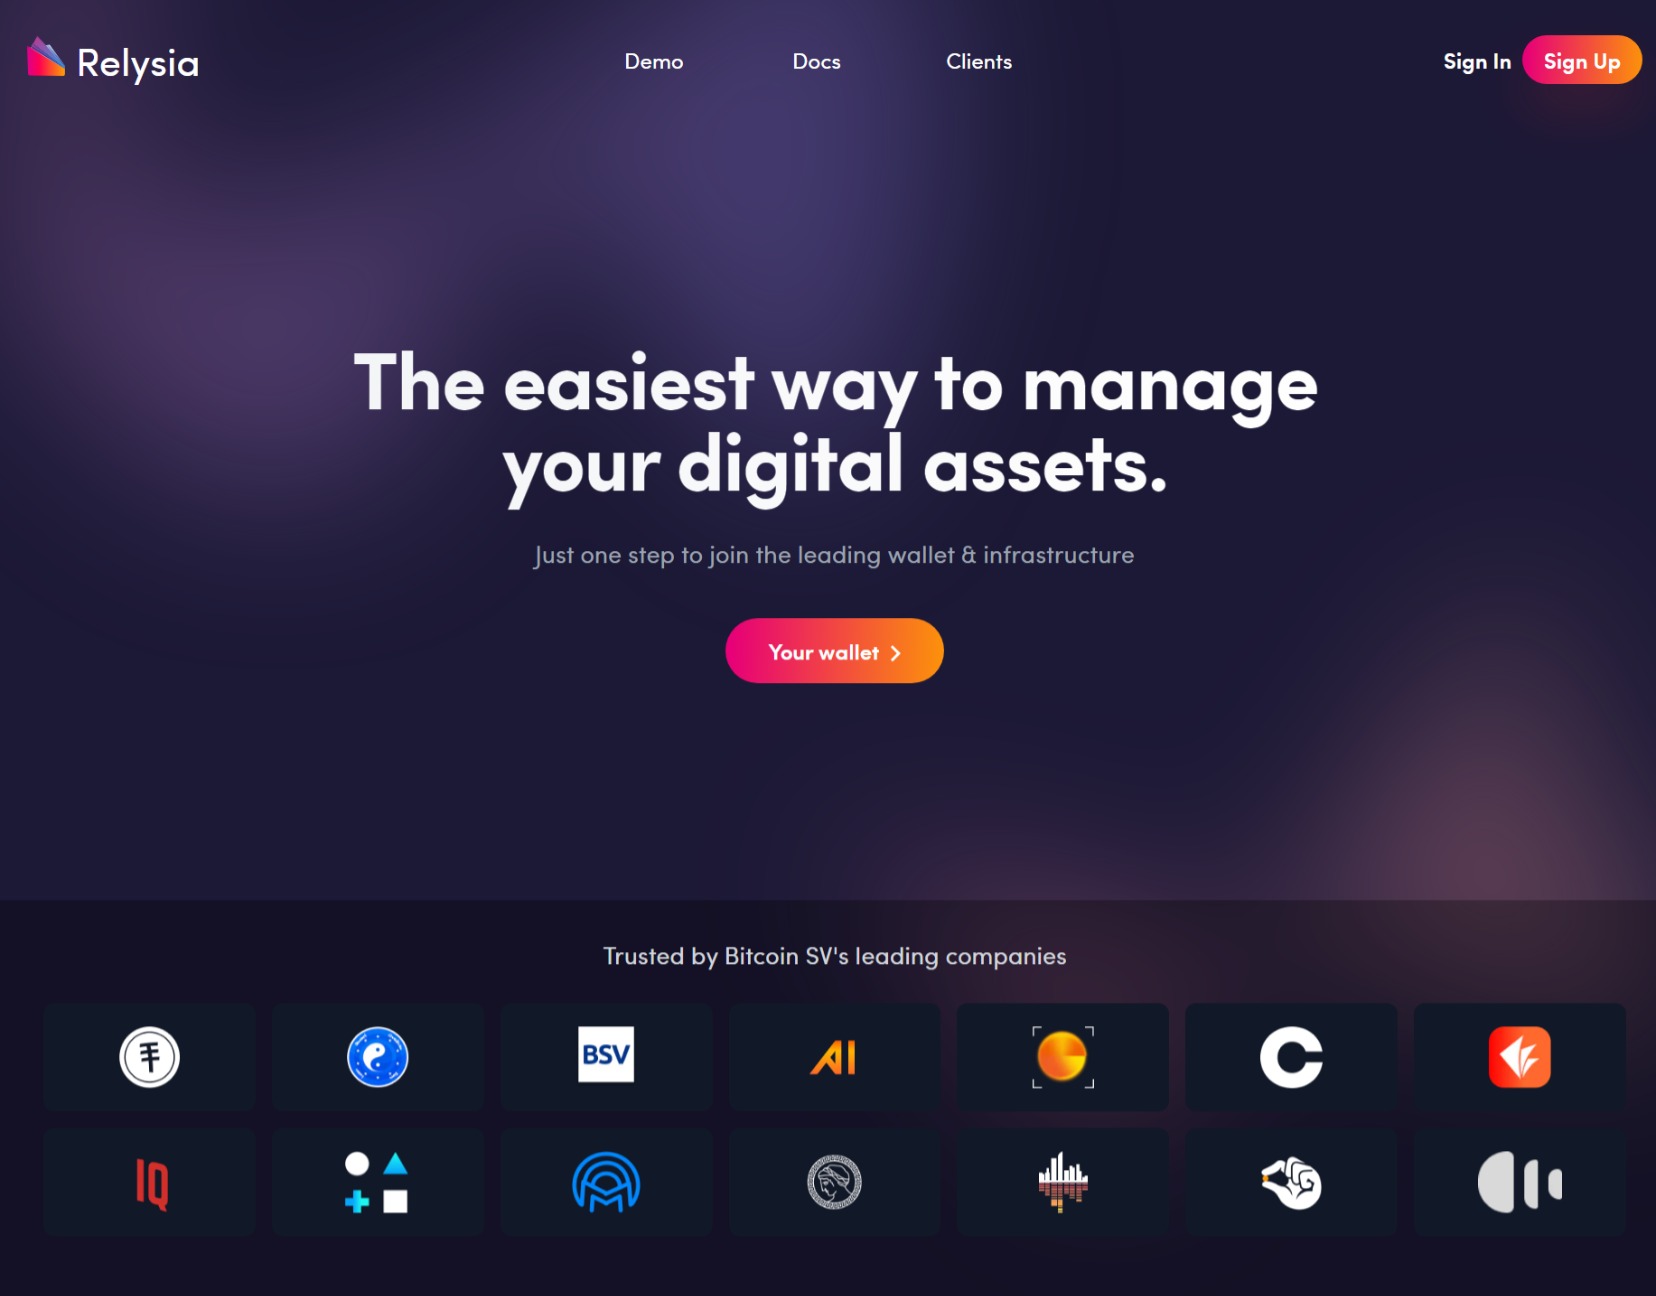 Relysia
Demo
Docs
Clients
Sign In
Sign Up
The easiest way to manage
your digital assets.
Just one step to join the leading wallet & infrastructure
Your wallet
Trusted by Bitcoin SV's leading companies
BSV
AI
IQ